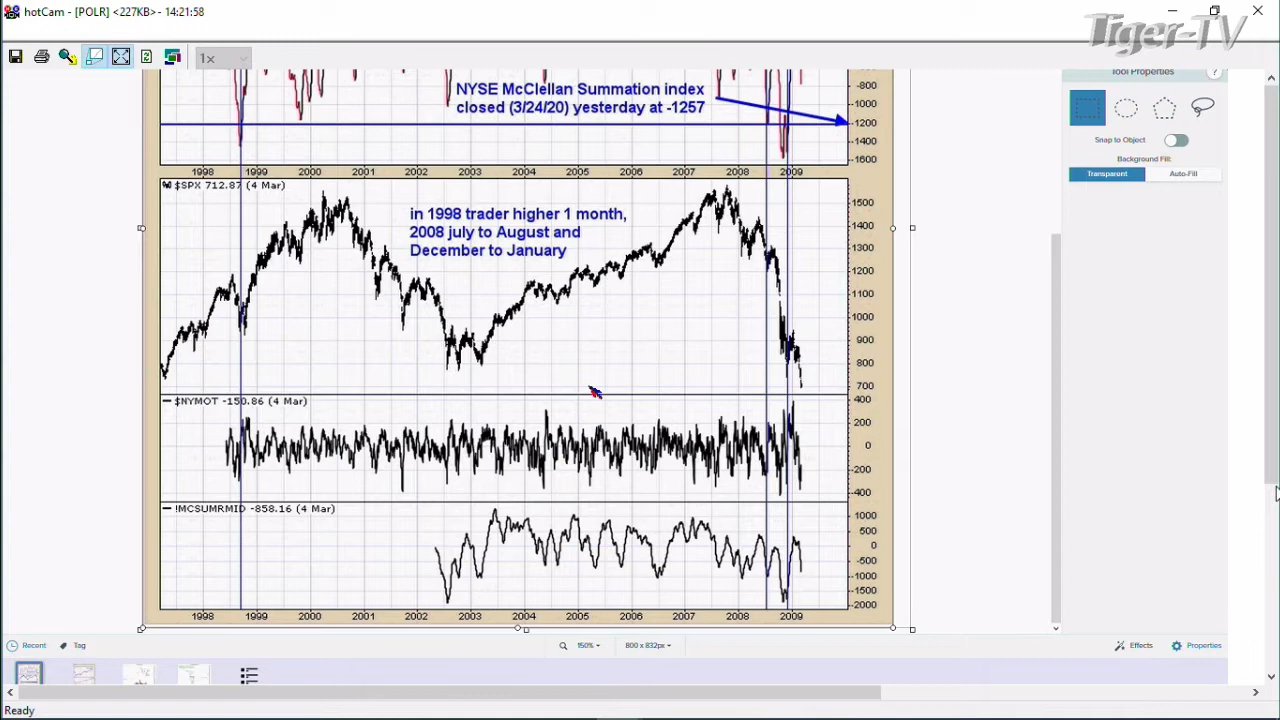 hotCam - [POLR] <227KB> - 14:21:58
Tiger-TV
1x
Tool Properties
?
Snap to Object
Background Fill:
Transparent Auto-Fill
NYSE McClellan Summation index
closed (3/24/20) yesterday at -1257
-800
-1000
-1200
-1400
-1600
1998 1999 2000 2001 2002 2003 2004 2005 2006 2007 2008 2009
$SPX 712.87 (4 Mar)
in 1998 trader higher 1 month,
2008 july to August and
December to January
1500
1400
1300
1200
1100
1000
900
800
700
$NYMOT -150.86 (4 Mar)
400
200
0
-200
-400
!MCSUMRMID -858.16 (4 Mar)
1000
500
0
-500
-1000
-1500
-2000
1998 1999 2000 2001 2002 2003 2004 2005 2006 2007 2008 2009
Recent Tag 150% 800 x 832px Effects Properties
Ready